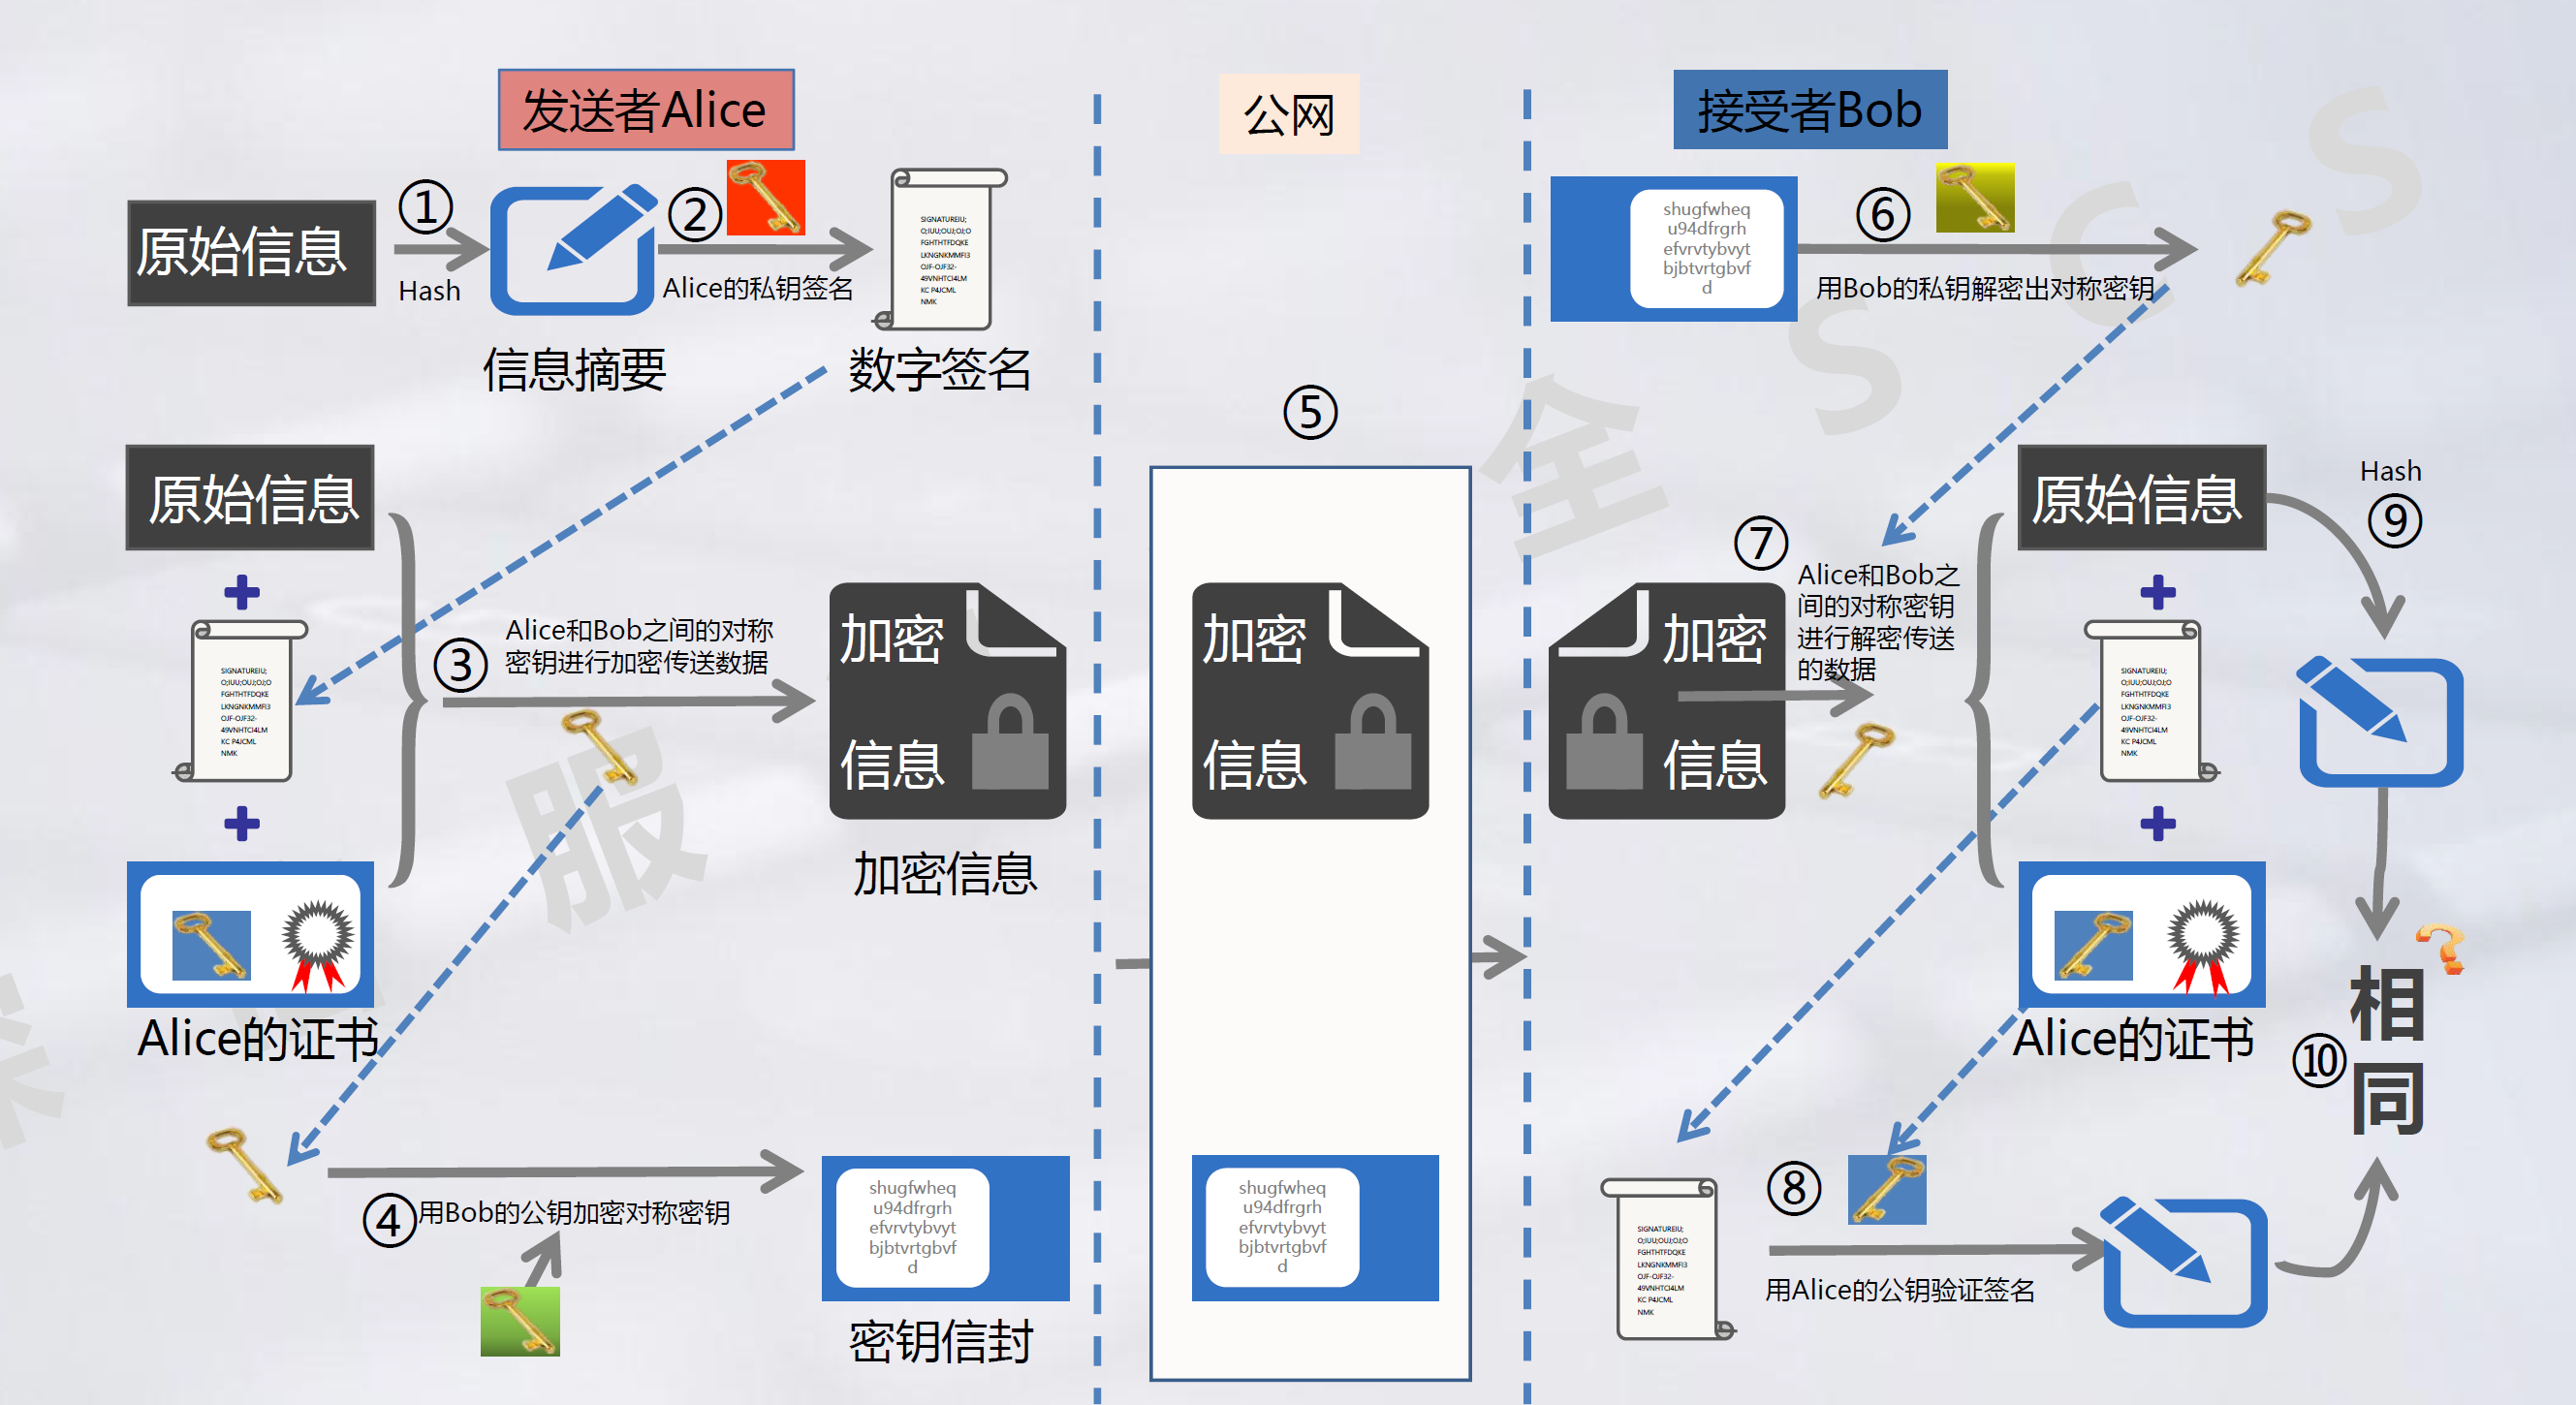 发送者Alice
公网
接受者Bob
原始信息
①
Hash
信息摘要
②
Alice的私钥签名
SIGNATUREIU;
O;IUU;OUJ;OJ;O
FGHTHTFDQKE
LKNGNKMMFI3
OJF-OJF32-
49VNHTCI4LM
KC P4JCML
NMK
数字签名
原始信息
SIGNATUREIU;
O;IUU;OUJ;OJ;O
FGHTHTFDQKE
LKNGNKMMFI3
OJF-OJF32-
49VNHTCI4LM
KC P4JCML
NMK
Alice的证书
③
Alice和Bob之间的对称
密钥进行加密传送数据
加密
信息
加密信息
④
用Bob的公钥加密对称密钥
shugfwheq
u94dfrgrh
efvrvtybvyt
bjbtvrtgbvf
d
密钥信封
⑤
加密
信息
shugfwheq
u94dfrgrh
efvrvtybvyt
bjbtvrtgbvf
d
shugfwheq
u94dfrgrh
efvrvtybvyt
bjbtvrtgbvf
d
⑥
用Bob的私钥解密出对称密钥
加密
信息
⑦
Alice和Bob之
间的对称密钥
进行解密传送
的数据
原始信息
SIGNATUREIU;
O;IUU;OUJ;OJ;O
FGHTHTFDQKE
LKNGNKMMFI3
OJF-OJF32-
49VNHTCI4LM
KC P4JCML
NMK
Alice的证书
Hash
⑨
SIGNATUREIU;
O;IUU;OUJ;OJ;O
FGHTHTFDQKE
LKNGNKMMFI3
OJF-OJF32-
49VNHTCI4LM
KC P4JCML
NMK
⑧
用Alice的公钥验证签名
⑩
相
同
?
服
全
S
C
S